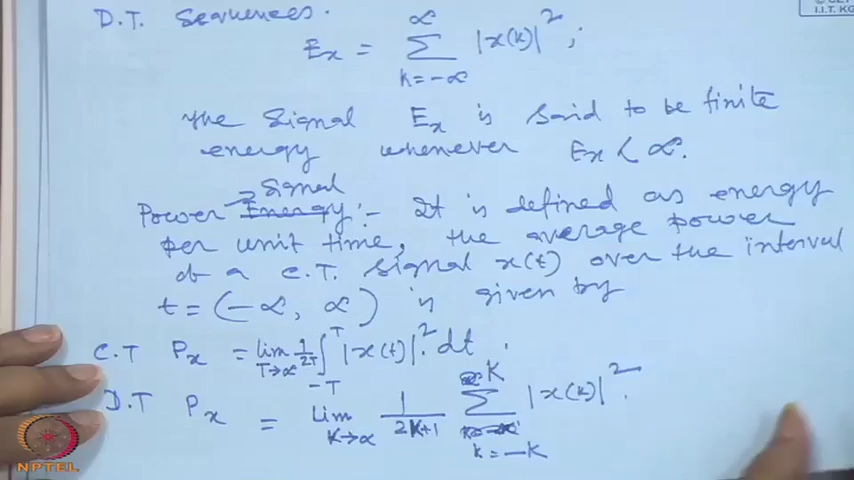 D.T. Sequences.
Ex = ∞ Σ k=-∞ |x(k)|²;
The Signal Ex is said to be finite
energy whenever Ex < ∞.
Signal
Power Energy :- It is defined as energy
per unit time, the average power
of a C.T. Signal x(t) over the interval
t = (-∞, ∞) is given by
C.T Px = lim T→∞ 1/2T ∫ -T T |x(t)|² dt.
D.T Px = lim K→∞ 1/2K+1 Σ k=-K K |x(k)|².
I.I.T. KG
NPTEL